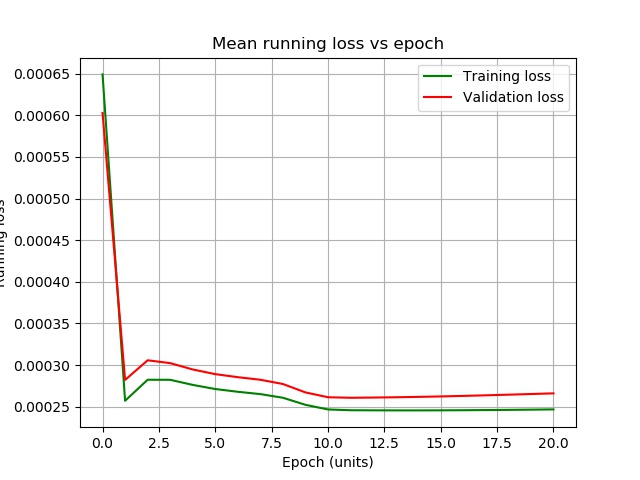 Mean running loss vs epoch
Training loss
Validation loss
0.00065
0.00060
0.00055
0.00050
0.00045
0.00040
0.00035
0.00030
0.00025
Running loss
0.0 2.5 5.0 7.5 10.0 12.5 15.0 17.5 20.0
Epoch (units)